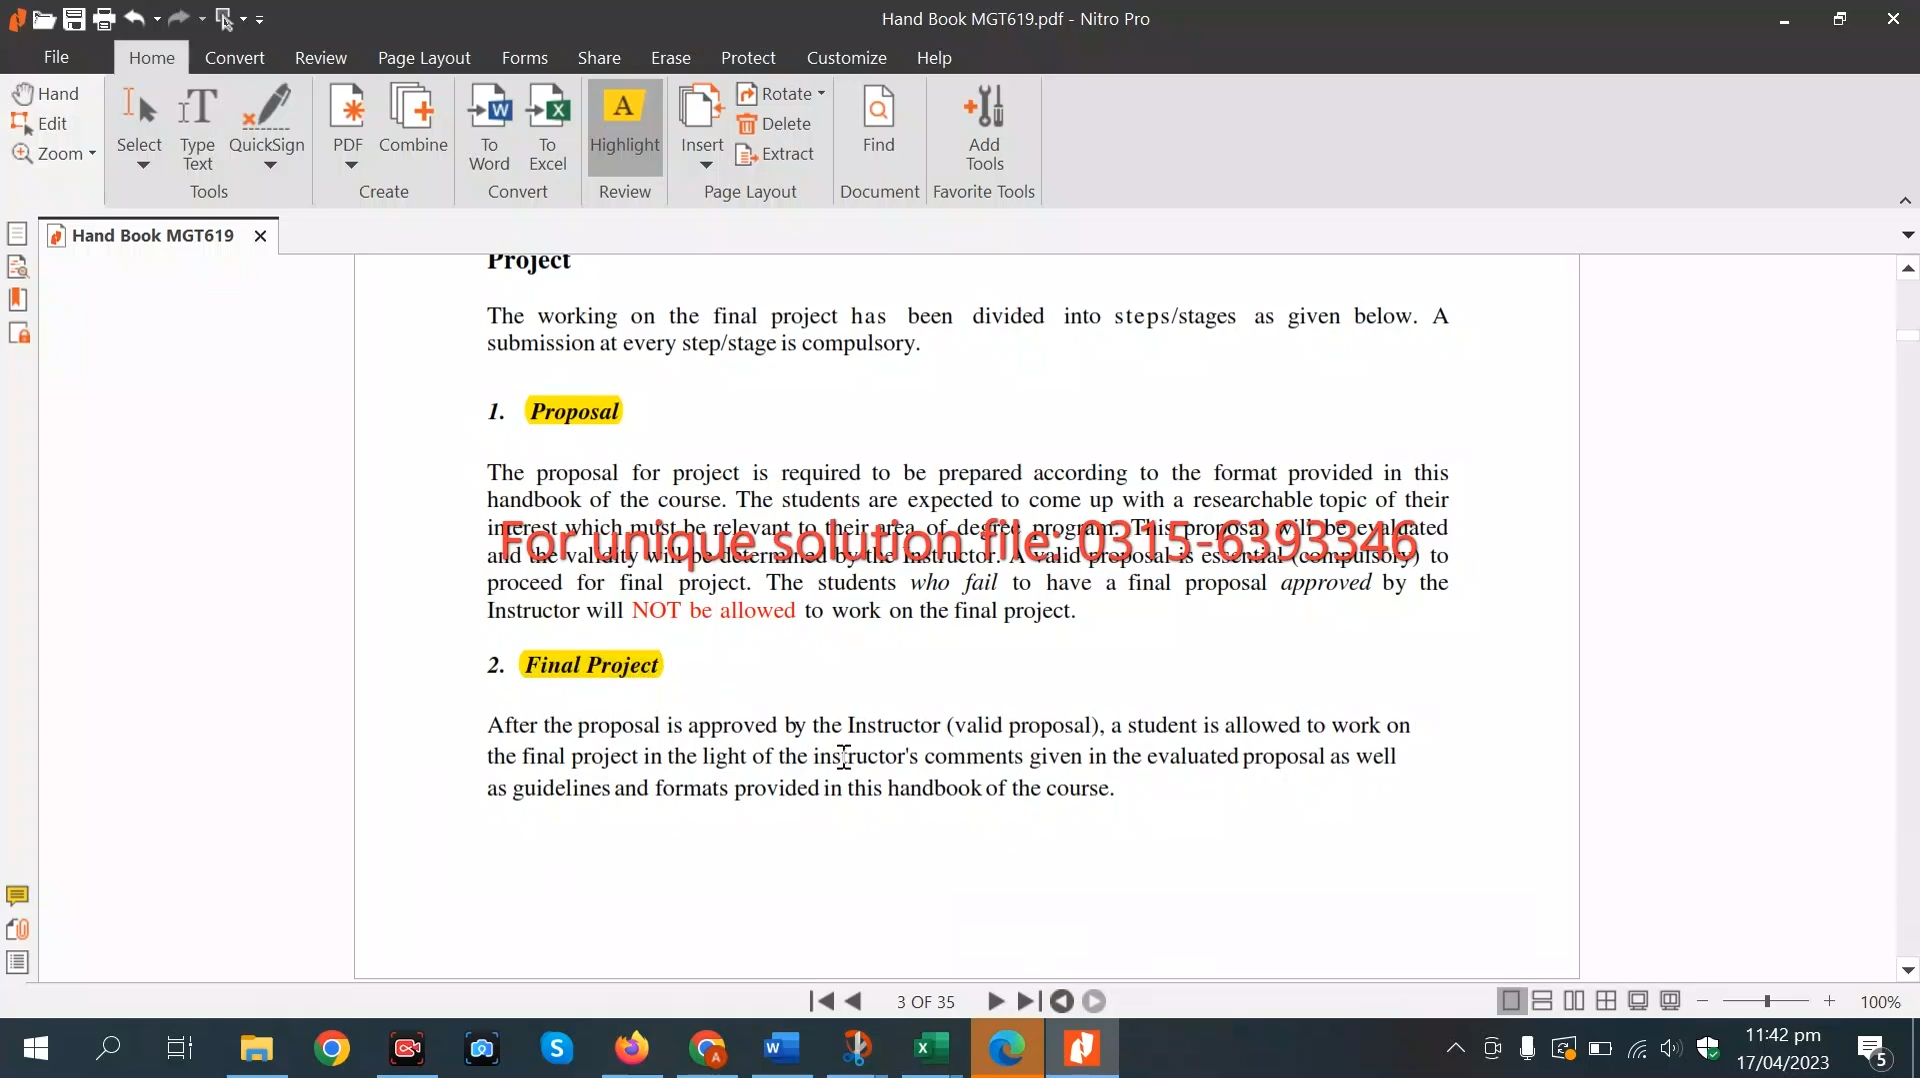 Hand Book MGT619.pdf - Nitro Pro
File Home Convert Review Page Layout Forms Share Erase Protect Customize Help
Hand
Edit
Zoom
Select
Type Text
QuickSign
Tools
PDF
Combine
Create
To Word
To Excel
Convert
A
Highlight
Review
Insert
Rotate
Delete
Extract
Page Layout
Find
Document
Add Tools
Favorite Tools
Hand Book MGT619
Project
The working on the final project has been divided into steps/stages as given below. A
submission at every step/stage is compulsory.
1. Proposal
The proposal for project is required to be prepared according to the format provided in this
handbook of the course. The students are expected to come up with a researchable topic of their
interest which must be relevant to their area of degree program. This proposal will be evaluated
For unique solution file: 0315-6393346
and the validity will be determined by the Instructor. A valid proposal is essential (compulsory) to
proceed for final project. The students who fail to have a final proposal approved by the
Instructor will NOT be allowed to work on the final project.
2. Final Project
After the proposal is approved by the Instructor (valid proposal), a student is allowed to work on
the final project in the light of the instructor's comments given in the evaluated proposal as well
as guidelines and formats provided in this handbook of the course.
3 OF 35
100%
11:42 pm
17/04/2023
5